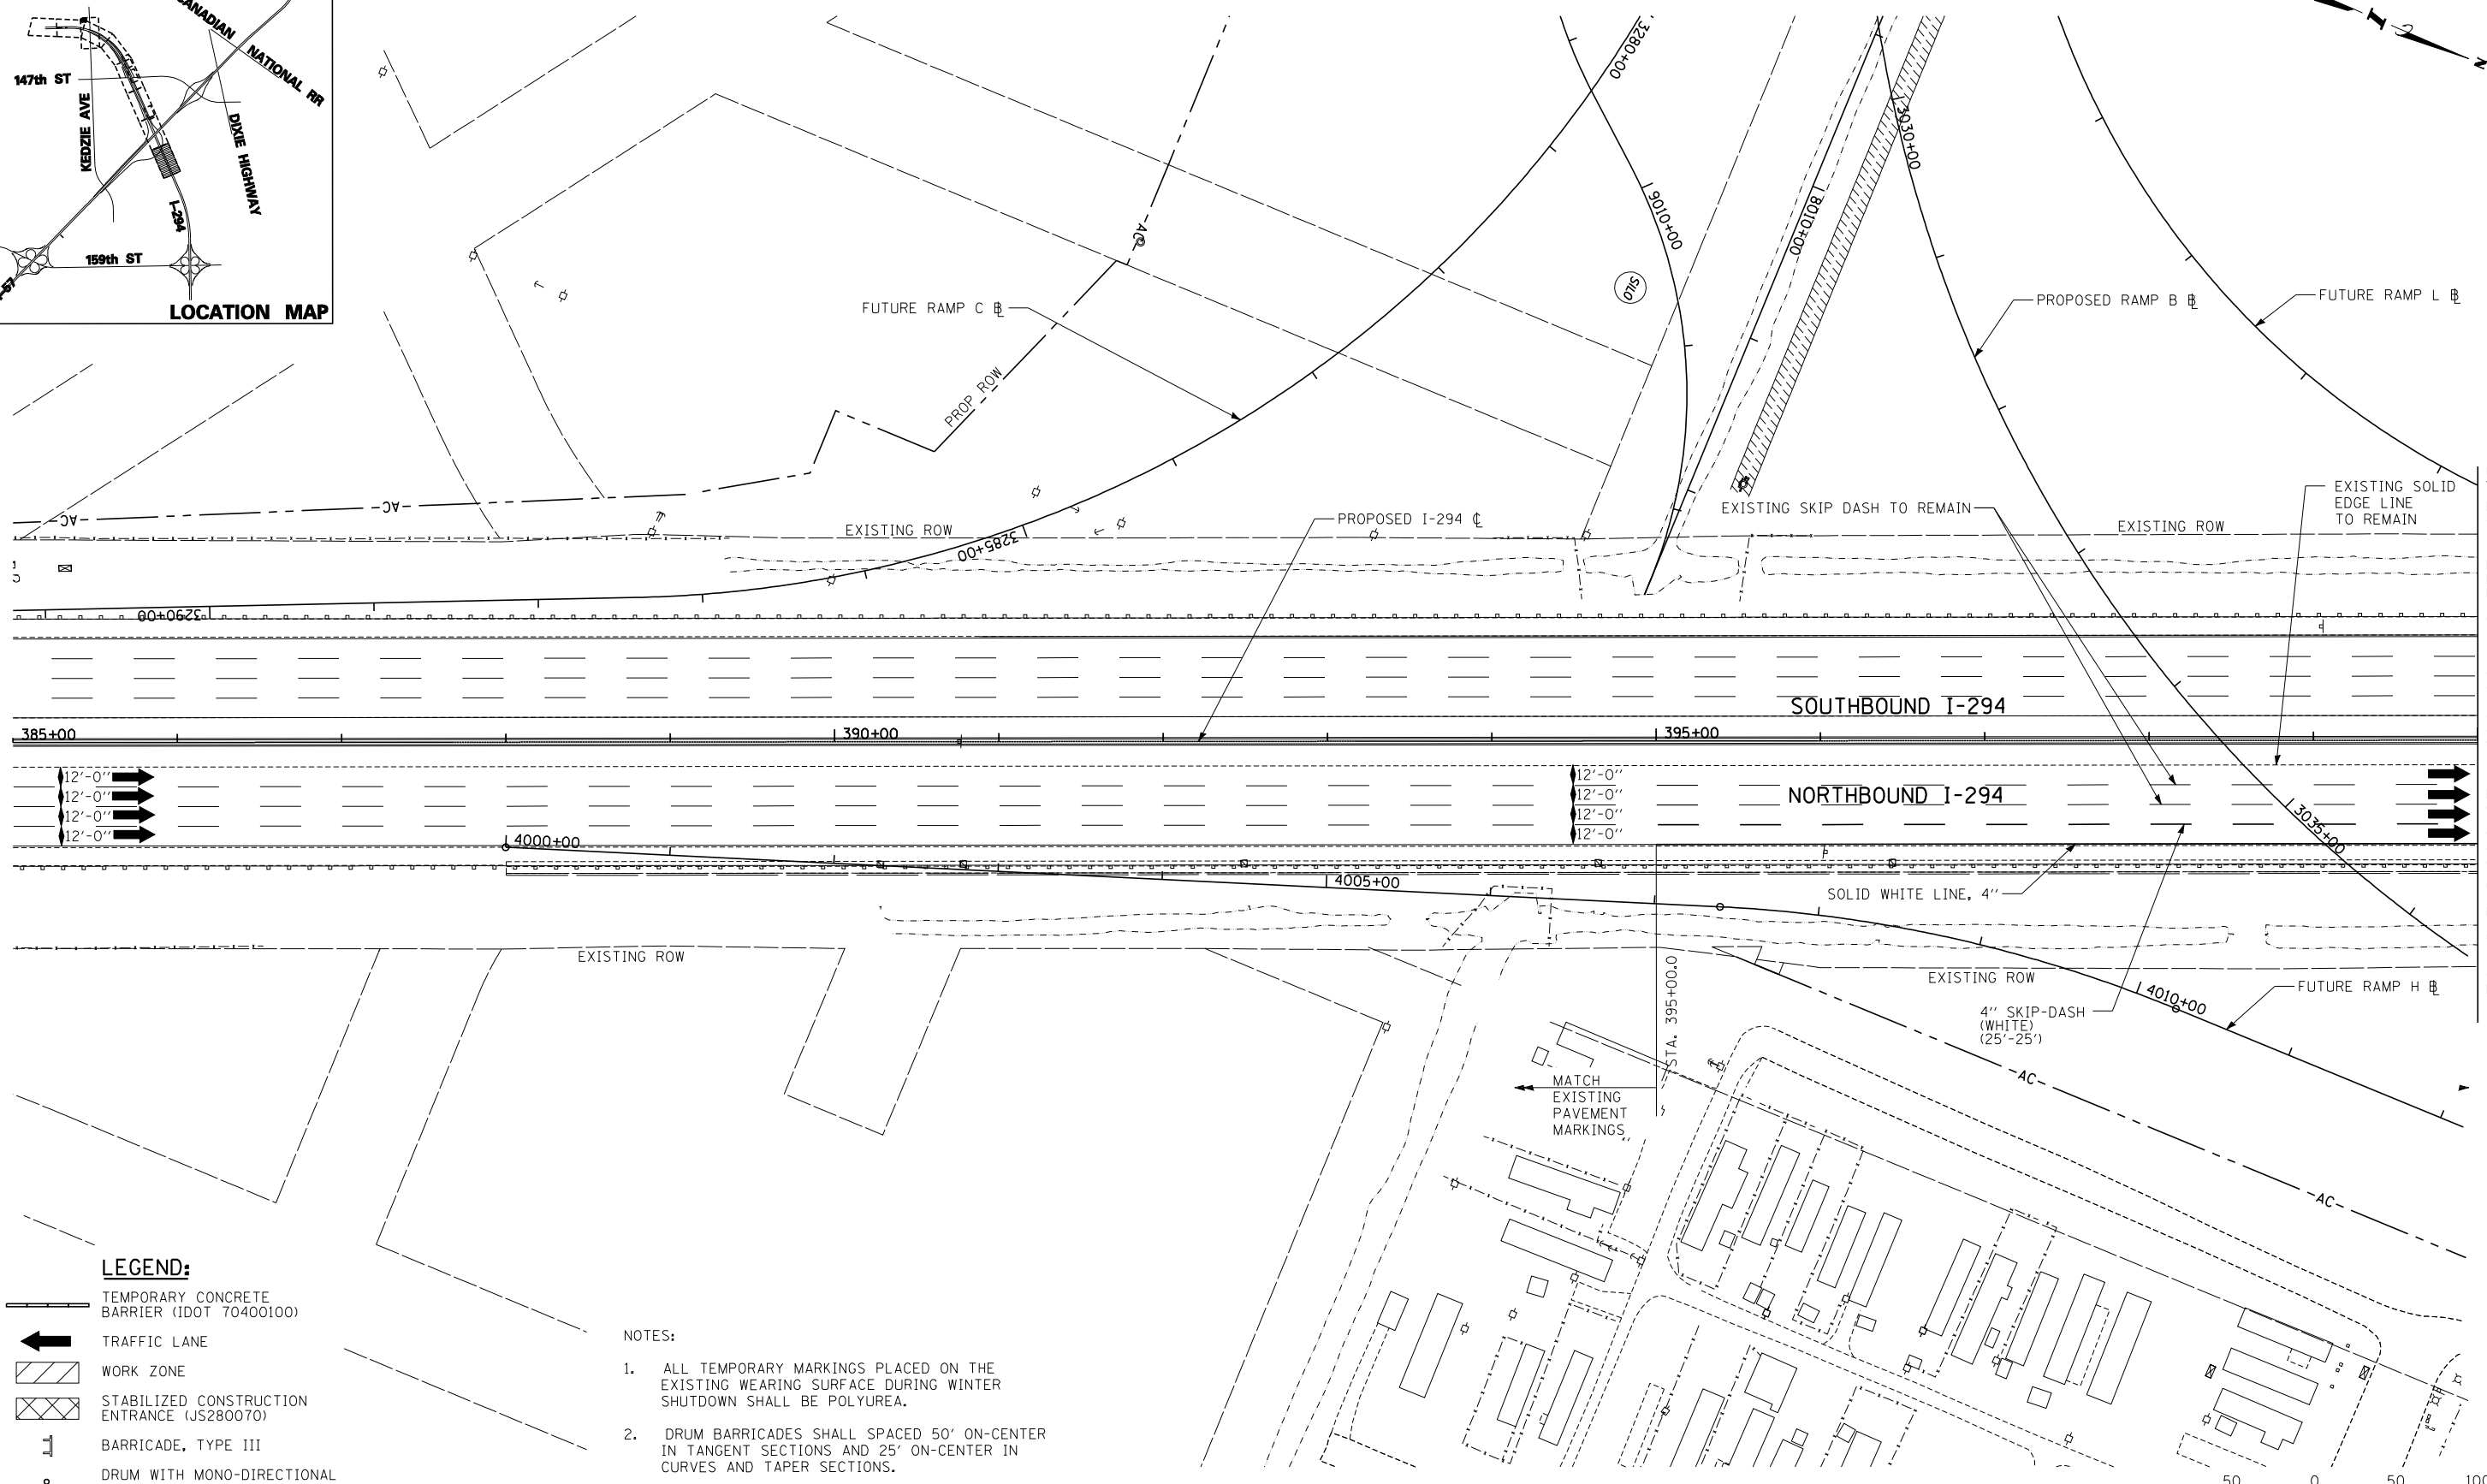 CANADIAN NATIONAL RR
147th ST
KEDZIE AVE
DIXIE HIGHWAY
I-294
159th ST
LOCATION MAP
3280+00
9010+00
8010+00
3030+00
SILO
AC
FUTURE RAMP C BL
PROPOSED RAMP B BL
FUTURE RAMP L BL
PROP ROW
EXISTING SOLID
EDGE LINE
TO REMAIN
AC
AC
EXISTING ROW
3285+00
PROPOSED I-294 CL
EXISTING SKIP DASH TO REMAIN
EXISTING ROW
3290+00
SOUTHBOUND I-294
385+00
390+00
395+00
12'-0''
12'-0''
12'-0''
12'-0''
12'-0''
12'-0''
12'-0''
12'-0''
NORTHBOUND I-294
3035+00
4000+00
4005+00
SOLID WHITE LINE, 4''
EXISTING ROW
EXISTING ROW
STA. 395+00.0
4010+00
FUTURE RAMP H BL
4'' SKIP-DASH
(WHITE)
(25'-25')
MATCH
EXISTING
PAVEMENT
MARKINGS
AC
AC
LEGEND:
TEMPORARY CONCRETE
BARRIER (IDOT 70400100)
TRAFFIC LANE
WORK ZONE
STABILIZED CONSTRUCTION
ENTRANCE (JS280070)
BARRICADE, TYPE III
DRUM WITH MONO-DIRECTIONAL
NOTES:
1. ALL TEMPORARY MARKINGS PLACED ON THE
EXISTING WEARING SURFACE DURING WINTER
SHUTDOWN SHALL BE POLYUREA.
2. DRUM BARRICADES SHALL SPACED 50' ON-CENTER
IN TANGENT SECTIONS AND 25' ON-CENTER IN
CURVES AND TAPER SECTIONS.
50 0 50 100